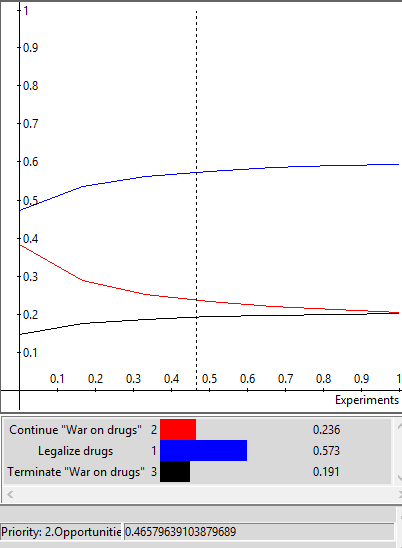 1
0.9
0.8
0.7
0.6
0.5
0.4
0.3
0.2
0.1
0.1 0.2 0.3 0.4 0.5 0.6 0.7 0.8 0.9 1
Experiments
Continue "War on drugs" 2 0.236
Legalize drugs 1 0.573
Terminate "War on drugs" 3 0.191
Priority: 2.Opportunitie 0.46579639103879689